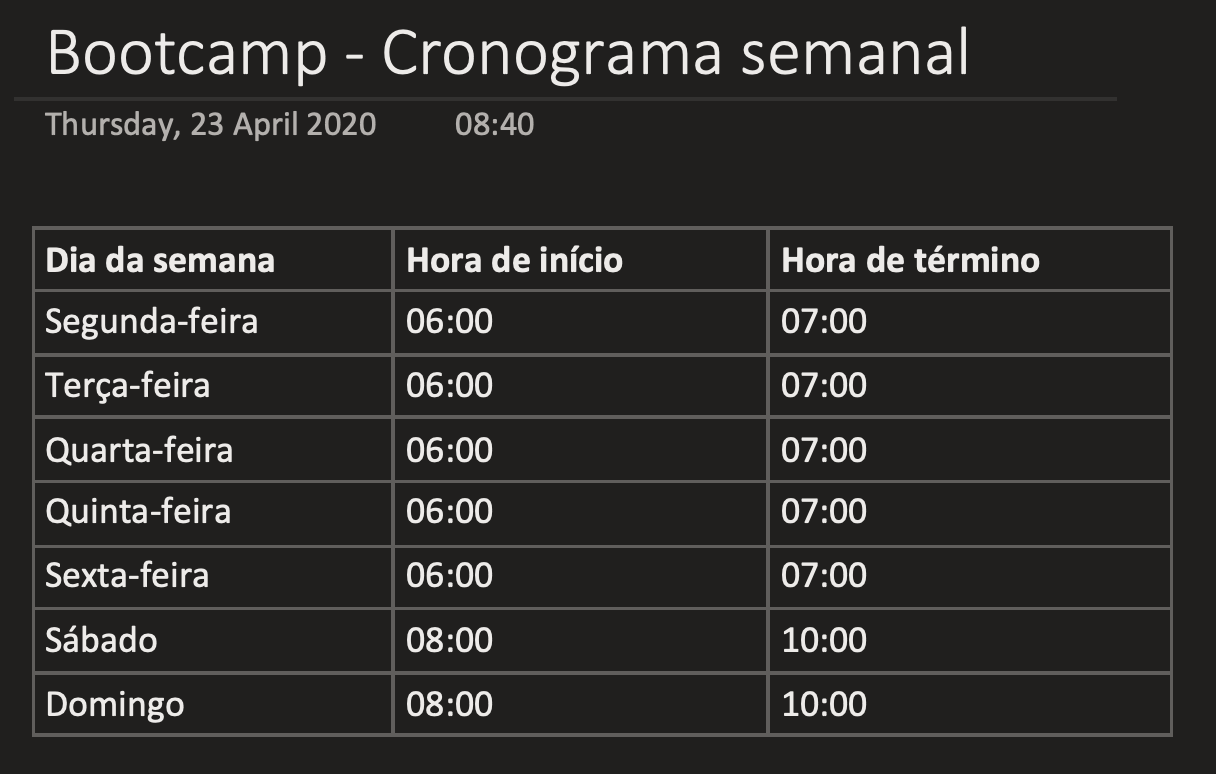 Bootcamp - Cronograma semanal
Thursday, 23 April 2020 08:40
Dia da semana Hora de início Hora de término
Segunda-feira 06:00 07:00
Terça-feira 06:00 07:00
Quarta-feira 06:00 07:00
Quinta-feira 06:00 07:00
Sexta-feira 06:00 07:00
Sábado 08:00 10:00
Domingo 08:00 10:00